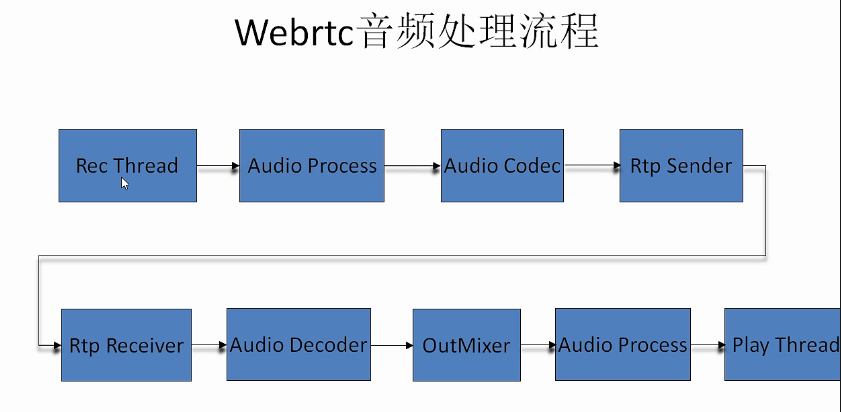 Webrtc音频处理流程
Rec Thread
Audio Process
Audio Codec
Rtp Sender
Rtp Receiver
Audio Decoder
OutMixer
Audio Process
Play Thread